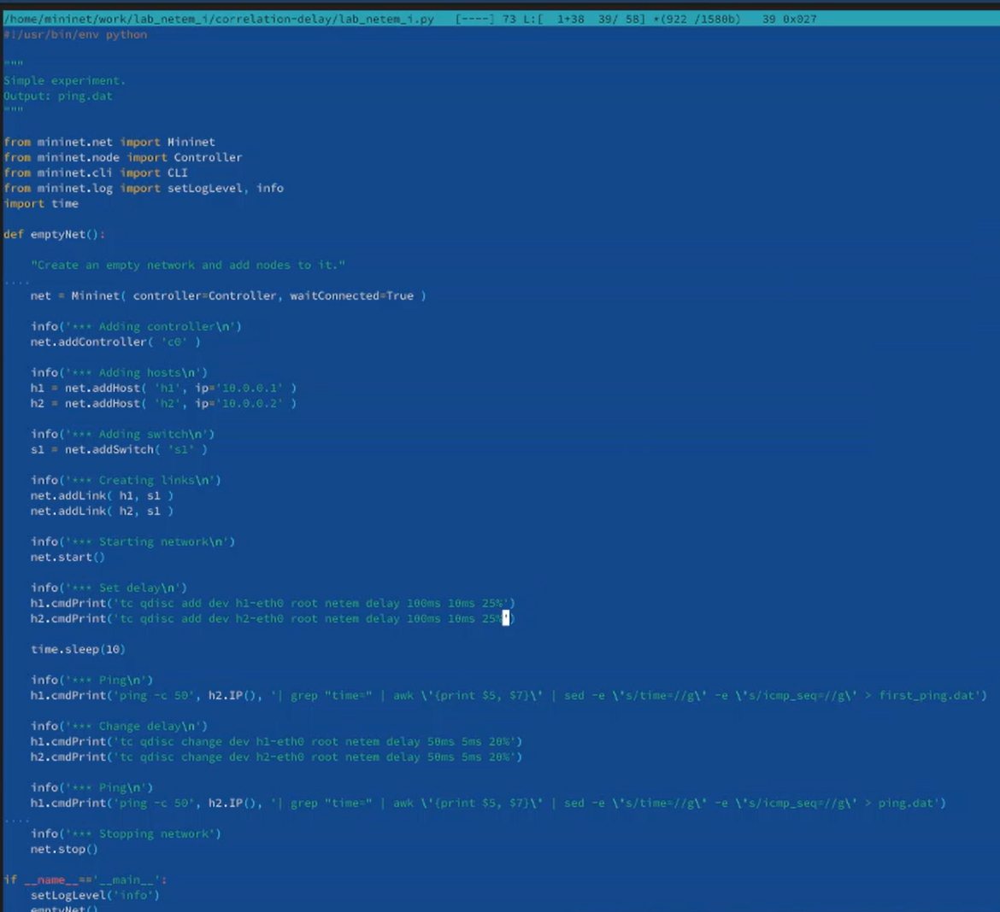 /home/mininet/work/lab_netem_i/correlation-delay/lab_netem_i.py   [----] 73 L:[  1+38  39/ 58] *(922 /1580b)   39 0x027
#!/usr/bin/env python
"""
Simple experiment.
Output: ping.dat
"""
from mininet.net import Mininet
from mininet.node import Controller
from mininet.cli import CLI
from mininet.log import setLogLevel, info
import time
def emptyNet():
"Create an empty network and add nodes to it."
....
net = Mininet( controller=Controller, waitConnected=True )
info('*** Adding controller\n')
net.addController( 'c0' )
info('*** Adding hosts\n')
h1 = net.addHost( 'h1', ip='10.0.0.1' )
h2 = net.addHost( 'h2', ip='10.0.0.2' )
info('*** Adding switch\n')
s1 = net.addSwitch( 's1' )
info('*** Creating links\n')
net.addLink( h1, s1 )
net.addLink( h2, s1 )
info('*** Starting network\n')
net.start()
info('*** Set delay\n')
h1.cmdPrint('tc qdisc add dev h1-eth0 root netem delay 100ms 10ms 25%')
h2.cmdPrint('tc qdisc add dev h2-eth0 root netem delay 100ms 10ms 25%')
time.sleep(10)
info('*** Ping\n')
h1.cmdPrint('ping -c 50', h2.IP(), '| grep "time=" | awk \'{print $5, $7}\' | sed -e \'s/time=//g\' -e \'s/icmp_seq=//g\' > first_ping.dat')
info('*** Change delay\n')
h1.cmdPrint('tc qdisc change dev h1-eth0 root netem delay 50ms 5ms 20%')
h2.cmdPrint('tc qdisc change dev h2-eth0 root netem delay 50ms 5ms 20%')
info('*** Ping\n')
h1.cmdPrint('ping -c 50', h2.IP(), '| grep "time=" | awk \'{print $5, $7}\' | sed -e \'s/time=//g\' -e \'s/icmp_seq=//g\' > ping.dat')
....
info('*** Stopping network')
net.stop()
if __name__=='__main__':
setLogLevel('info')
emptyNet()